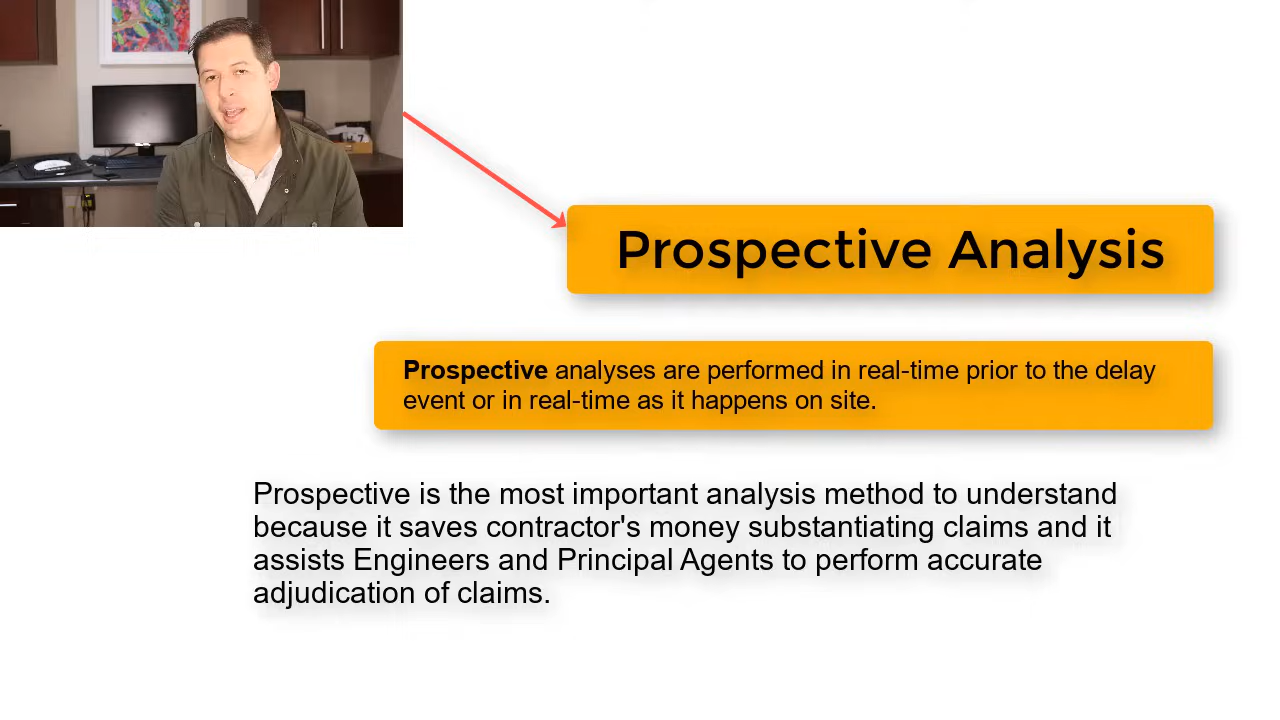 Prospective Analysis
Prospective analyses are performed in real-time prior to the delay
event or in real-time as it happens on site.
Prospective is the most important analysis method to understand
because it saves contractor's money substantiating claims and it
assists Engineers and Principal Agents to perform accurate
adjudication of claims.